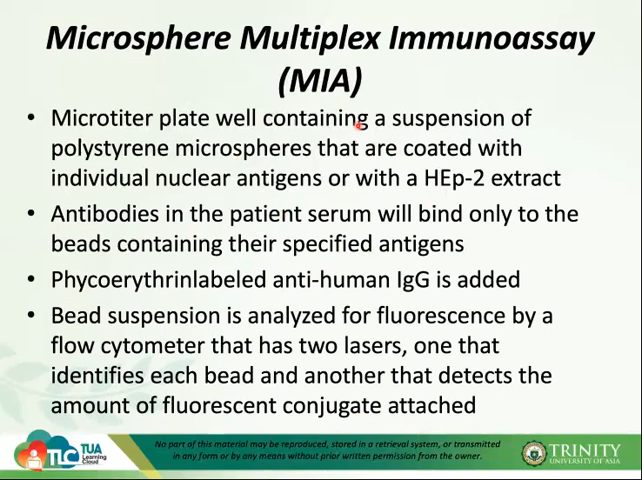 Microsphere Multiplex Immunoassay
(MIA)
• Microtiter plate well containing a suspension of
polystyrene microspheres that are coated with
individual nuclear antigens or with a HEp-2 extract
• Antibodies in the patient serum will bind only to the
beads containing their specified antigens
• Phycoerythrinlabeled anti-human IgG is added
• Bead suspension is analyzed for fluorescence by a
flow cytometer that has two lasers, one that
identifies each bead and another that detects the
amount of fluorescent conjugate attached
TLC TUA
Learning
Cloud
No part of this material may be reproduced, stored in a retrieval system, or transmitted
in any form or by any means without prior written permission from the owner.
TRINITY
UNIVERSITY OF ASIA